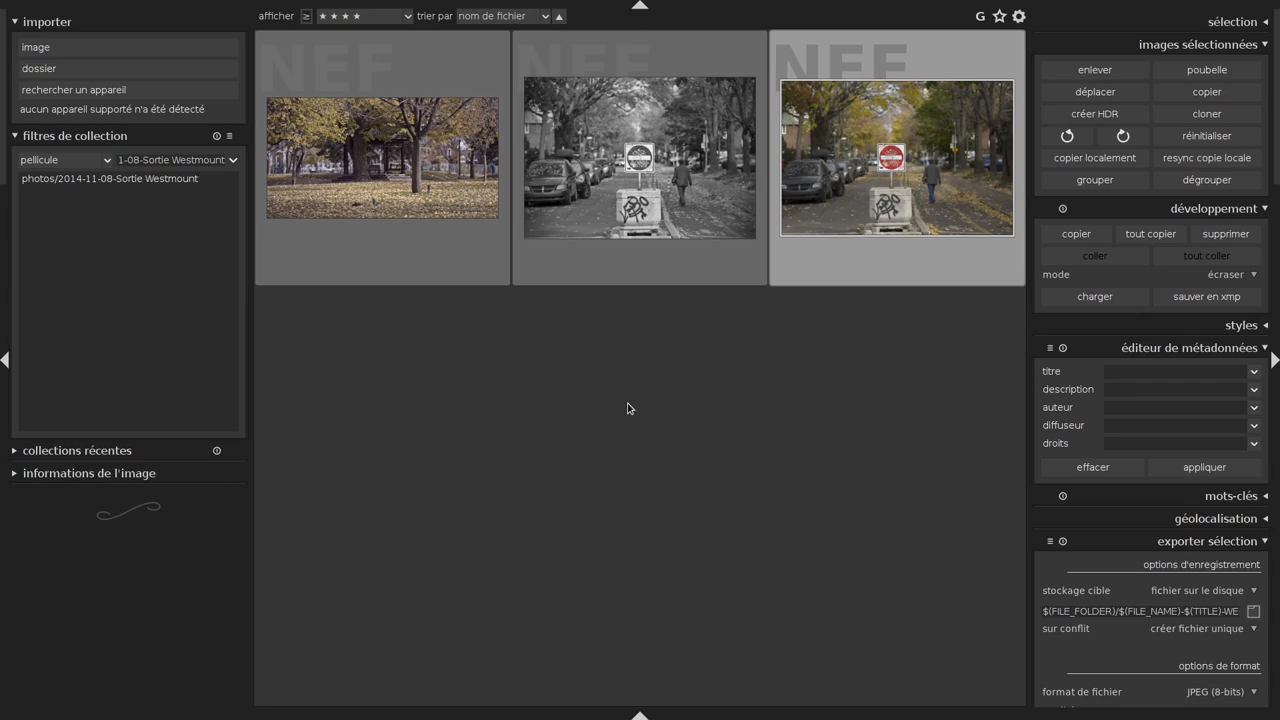 afficher ≥ ★ ★ ★ ★ trier par nom de fichier ▲
G
importer
image
dossier
rechercher un appareil
aucun appareil supporté n'a été détecté
filtres de collection
pellicule 1-08-Sortie Westmount
photos/2014-11-08-Sortie Westmount
collections récentes
informations de l'image
NEF
NEF
NEF
sélection
images sélectionnées
enlever poubelle
déplacer copier
créer HDR cloner
réinitialiser
copier localement resync copie locale
grouper dégrouper
développement
copier tout copier supprimer
coller tout coller
mode écraser
charger sauver en xmp
styles
éditeur de métadonnées
titre
description
auteur
diffuseur
droits
effacer appliquer
mots-clés
géolocalisation
exporter sélection
options d'enregistrement
stockage cible fichier sur le disque
$(FILE_FOLDER)/$(FILE_NAME)-$(TITLE)-WE
sur conflit créer fichier unique
options de format
format de fichier JPEG (8-bits)